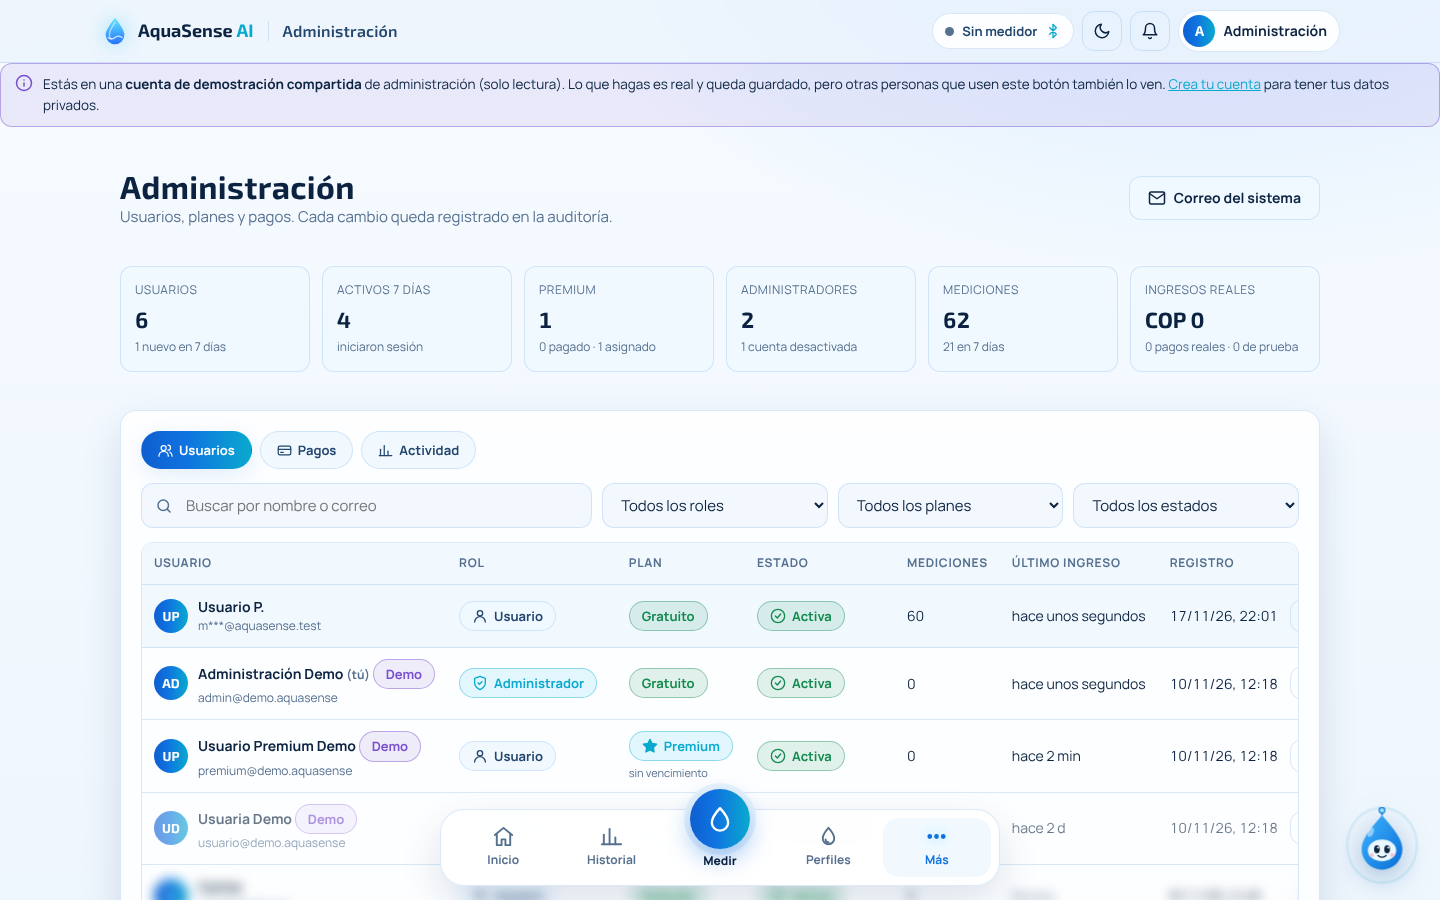 AquaSense AI
Administración
Sin medidor
A
Administración
Estás en una cuenta de demostración compartida de administración (solo lectura). Lo que hagas es real y queda guardado, pero otras personas que usen este botón también lo ven. Crea tu cuenta para tener tus datos
privados.
Administración
Usuarios, planes y pagos. Cada cambio queda registrado en la auditoría.
Correo del sistema
USUARIOS
6
1 nuevo en 7 días
ACTIVOS 7 DÍAS
4
iniciaron sesión
PREMIUM
1
0 pagado · 1 asignado
ADMINISTRADORES
2
1 cuenta desactivada
MEDICIONES
62
21 en 7 días
INGRESOS REALES
COP 0
0 pagos reales · 0 de prueba
Usuarios
Pagos
Actividad
Buscar por nombre o correo
Todos los roles
Todos los planes
Todos los estados
USUARIO ROL PLAN ESTADO MEDICIONES ÚLTIMO INGRESO REGISTRO
UP Usuario P. Usuario Gratuito Activa 60 hace unos segundos 17/11/26, 22:01
m***@aquasense.test
AD Administración Demo (tú) Demo Administrador Gratuito Activa 0 hace unos segundos 10/11/26, 12:18
admin@demo.aquasense
UP Usuario Premium Demo Demo Usuario Premium Activa 0 hace 2 min 10/11/26, 12:18
premium@demo.aquasense
sin vencimiento
UD Usuaria Demo Demo hace 2 d 10/11/26, 12:18
usuario@demo.aquasense
Inicio
Historial
Medir
Perfiles
Más